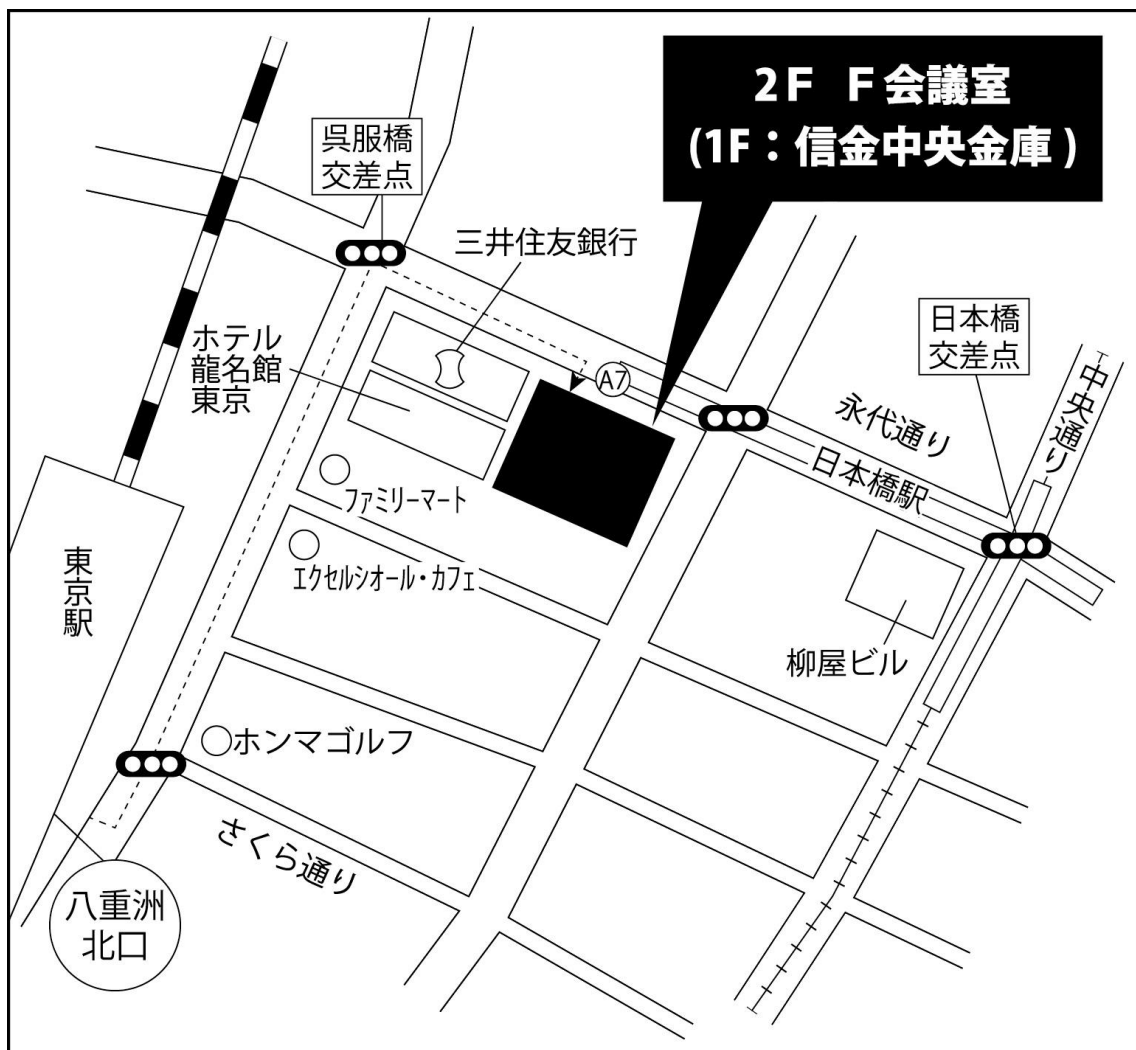 2F F会議室
(1F：信金中央金庫)
呉服橋
交差点
三井住友銀行
ホテル
龍名館
東京
A7
日本橋
交差点
中央通り
永代通り
日本橋駅
ファミリーマート
エクセルシオール・カフェ
東京駅
柳屋ビル
ホンマゴルフ
さくら通り
八重洲
北口